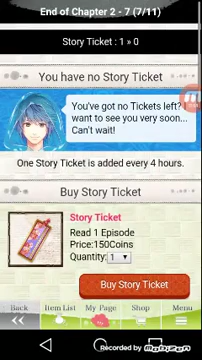 End of Chapter 2 - 7 (7/11)
Story Ticket : 1 » 0
You have no Story Ticket
You've got no Tickets left?
want to see you very soon...
Can't wait!
One Story Ticket is added every 4 hours.
Buy Story Ticket
Story Ticket
Read 1 Episode
Price:150Coins
Quantity: 1
Buy Story Ticket
Back Item List My Page Shop Menu
Recorded by